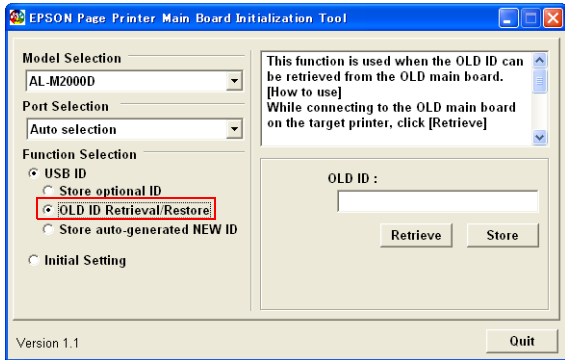 EPSON Page Printer Main Board Initialization Tool
Model Selection
AL-M2000D
Port Selection
Auto selection
Function Selection
USB ID
Store optional ID
OLD ID Retrieval/Restore
Store auto-generated NEW ID
Initial Setting
This function is used when the OLD ID can
be retrieved from the OLD main board.
[How to use]
While connecting to the OLD main board
on the target printer, click [Retrieve]
OLD ID :
Retrieve
Store
Version 1.1
Quit